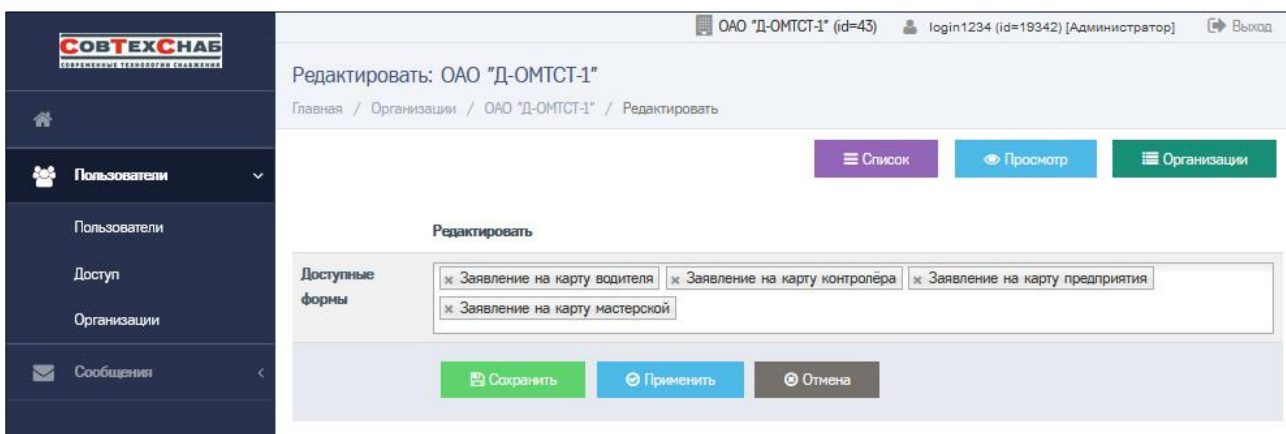 ОАО "Д-ОМТСТ-1" (id=43) login1234 (id=19342) [Администратор] Выход
СОВТЕХСНАБ
СОВРЕМЕННЫЕ ТЕХНОЛОГИИ СНАБЖЕНИЯ
Редактировать: ОАО "Д-ОМТСТ-1"
Главная / Организации / ОАО "Д-ОМТСТ-1" / Редактировать
Список Просмотр Организации
Пользователи
Пользователи
Доступ
Организации
Сообщения
Редактировать
Доступные
формы
× Заявление на карту водителя × Заявление на карту контролёра × Заявление на карту предприятия
× Заявление на карту мастерской
Сохранить Применить Отмена